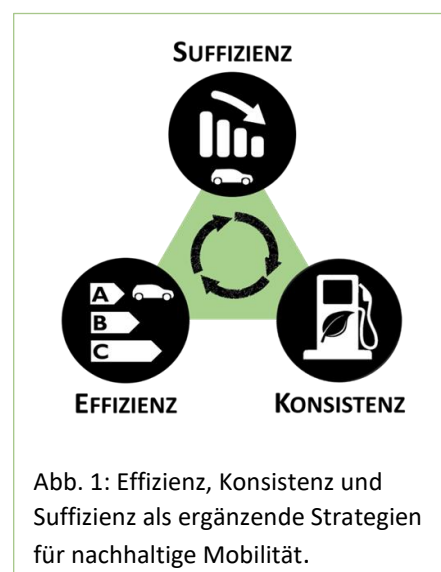 SUFFIZIENZ
A
B
C
EFFIZIENZ
KONSISTENZ
Abb. 1: Effizienz, Konsistenz und
Suffizienz als ergänzende Strategien
für nachhaltige Mobilität.